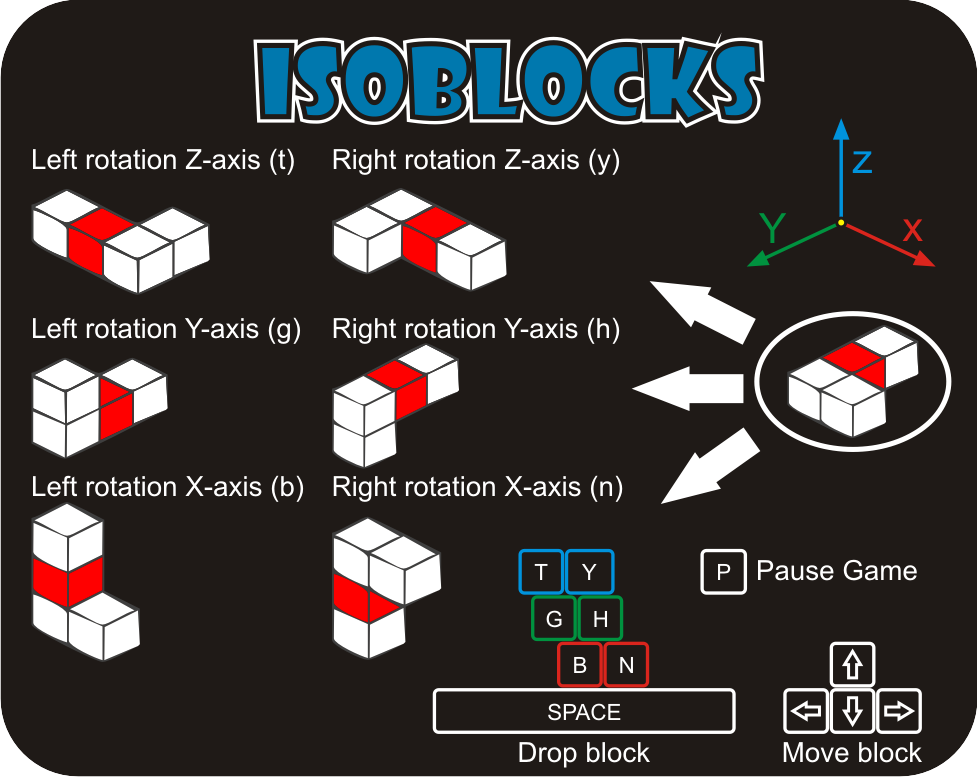 ISOBLOCKS
Left rotation Z-axis (t)
Right rotation Z-axis (y)
Z
Y
x
Left rotation Y-axis (g)
Right rotation Y-axis (h)
Left rotation X-axis (b)
Right rotation X-axis (n)
T Y
P Pause Game
G H
B N
SPACE
Drop block
Move block